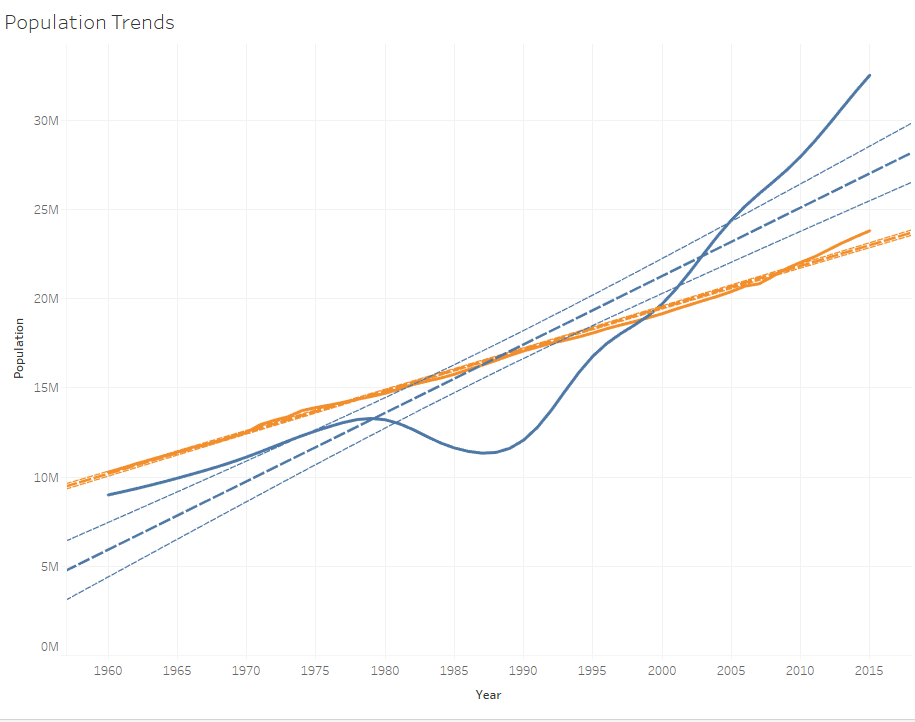 Population Trends
30M
25M
20M
15M
10M
5M
0M
Population
1960 1965 1970 1975 1980 1985 1990 1995 2000 2005 2010 2015
Year